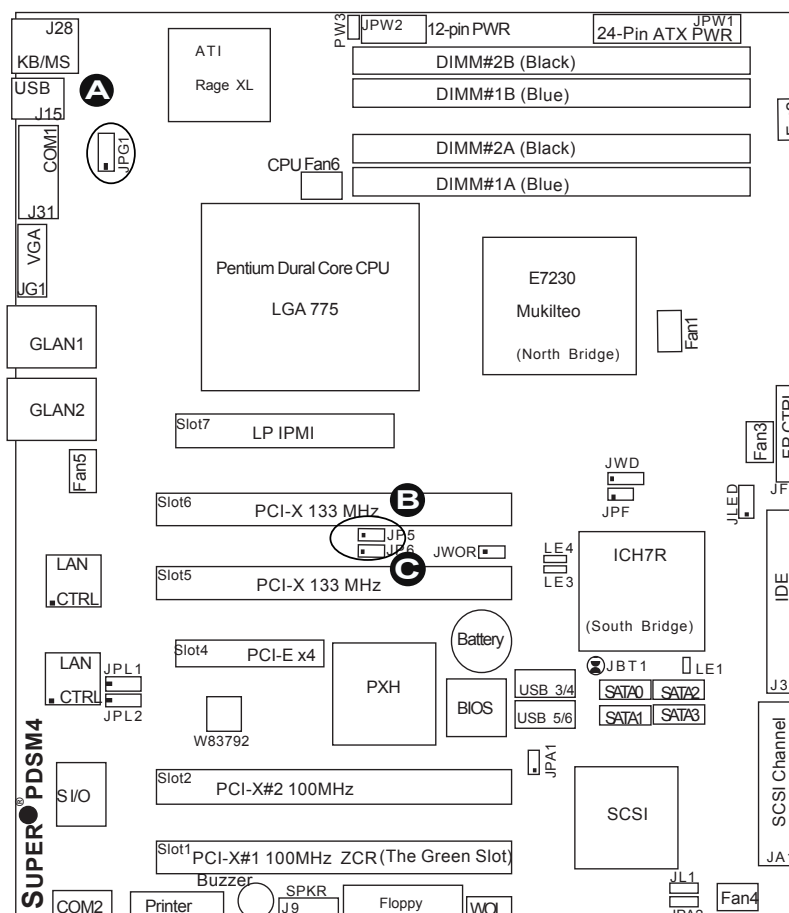 J28
KB/MS
USB
J15
A
COM1
J31
JPG1
VGA
JG1
GLAN1
GLAN2
Fan5
ATI
Rage XL
PW3
JPW2
12-pin PWR
JPW1
24-Pin ATX PWR
DIMM#2B (Black)
DIMM#1B (Blue)
DIMM#2A (Black)
DIMM#1A (Blue)
CPU Fan6
Pentium Dural Core CPU
LGA 775
E7230
Mukilteo
(North Bridge)
Fan1
Slot7
LP IPMI
Fan3
FP CTRL
JWD
JPF
JLED
Slot6
PCI-X 133 MHz
B
JP5
JP6
C
JWOR
LE4
LE3
ICH7R
(South Bridge)
IDE
LAN
CTRL
Slot5
PCI-X 133 MHz
Battery
JBT1
LE1
Slot4
PCI-E x4
PXH
BIOS
USB 3/4
USB 5/6
SATA0
SATA2
SATA1
SATA3
LAN
CTRL
JPL1
JPL2
W83792
JPA1
SUPER® PDSM4
S I/O
Slot2
PCI-X#2 100MHz
SCSI
SCSI Channel
Slot1
PCI-X#1 100MHz ZCR (The Green Slot)
Buzzer
COM2
Printer
SPKR
J9
Floppy
WOL
JL1
Fan4